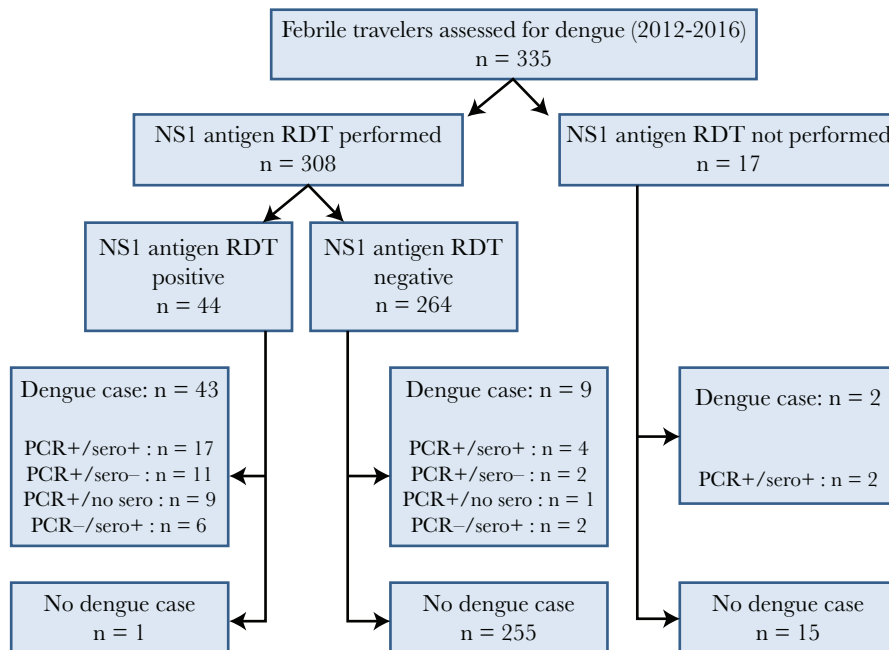 Febrile travelers assessed for dengue (2012-2016)
n = 335
NS1 antigen RDT performed
n = 308
NS1 antigen RDT not performed
n = 17
NS1 antigen RDT
positive
n = 44
NS1 antigen RDT
negative
n = 264
Dengue case: n = 43
PCR+/sero+ : n = 17
PCR+/sero– : n = 11
PCR+/no sero : n = 9
PCR–/sero+ : n = 6
Dengue case: n = 9
PCR+/sero+ : n = 4
PCR+/sero– : n = 2
PCR+/no sero : n = 1
PCR–/sero+ : n = 2
Dengue case: n = 2
PCR+/sero+ : n = 2
No dengue case
n = 1
No dengue case
n = 255
No dengue case
n = 15